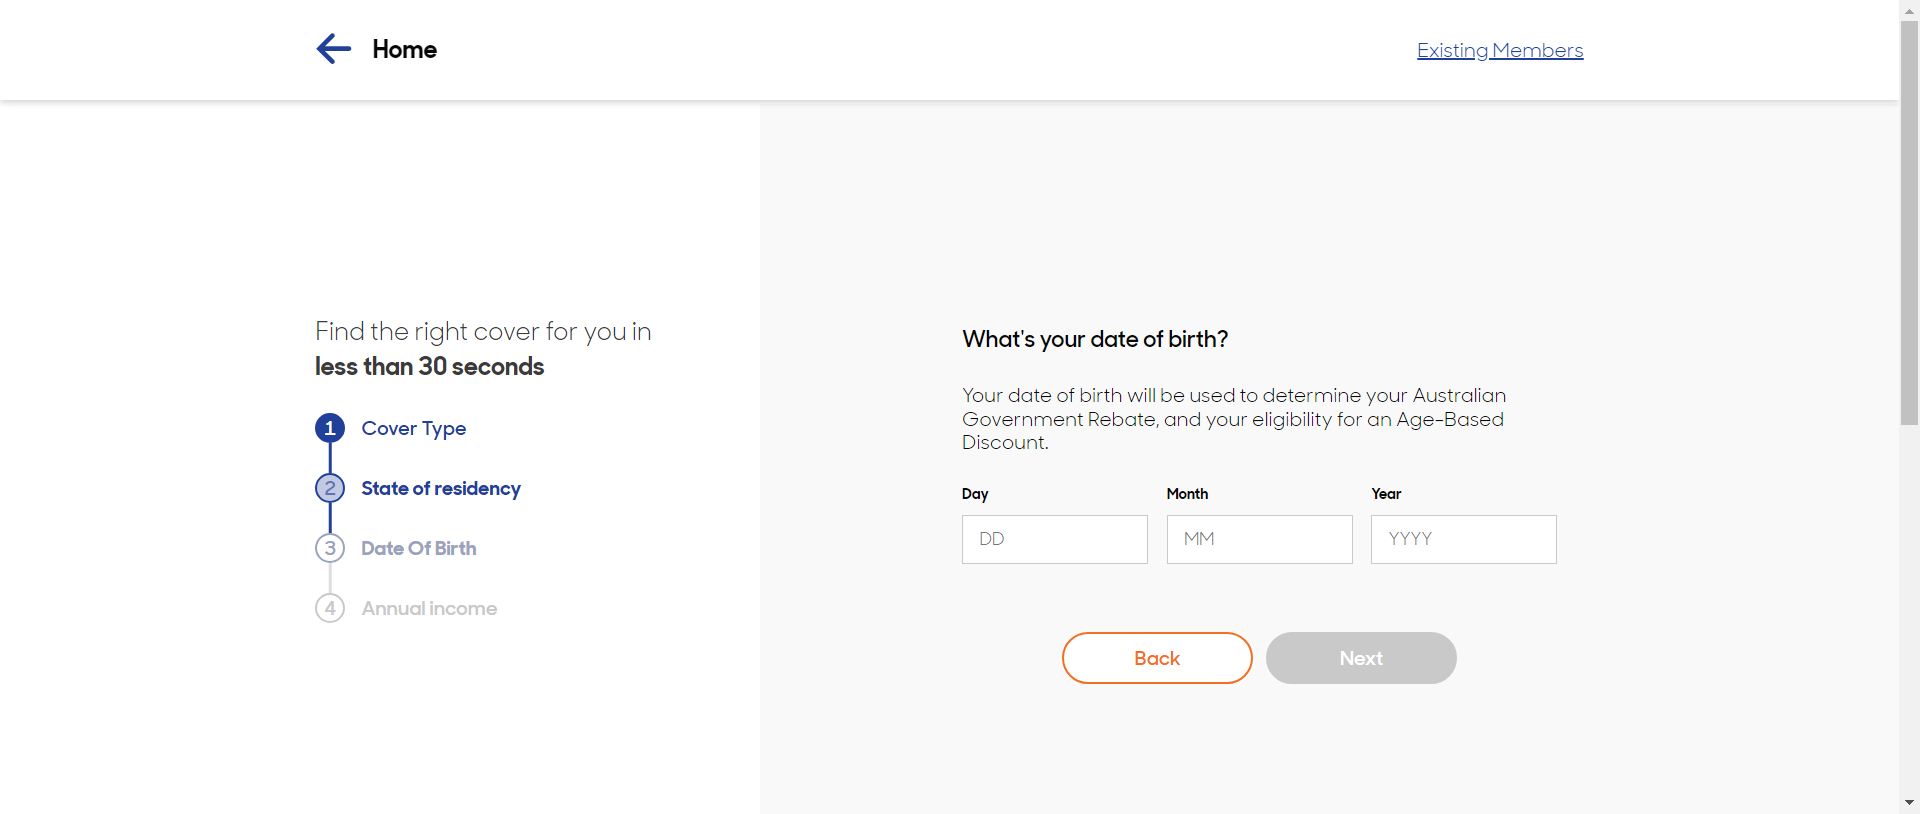 Home
Existing Members
Find the right cover for you in
less than 30 seconds
1 Cover Type
2 State of residency
3 Date Of Birth
4 Annual income
What's your date of birth?
Your date of birth will be used to determine your Australian
Government Rebate, and your eligibility for an Age-Based
Discount.
Day Month Year
DD MM YYYY
Back Next